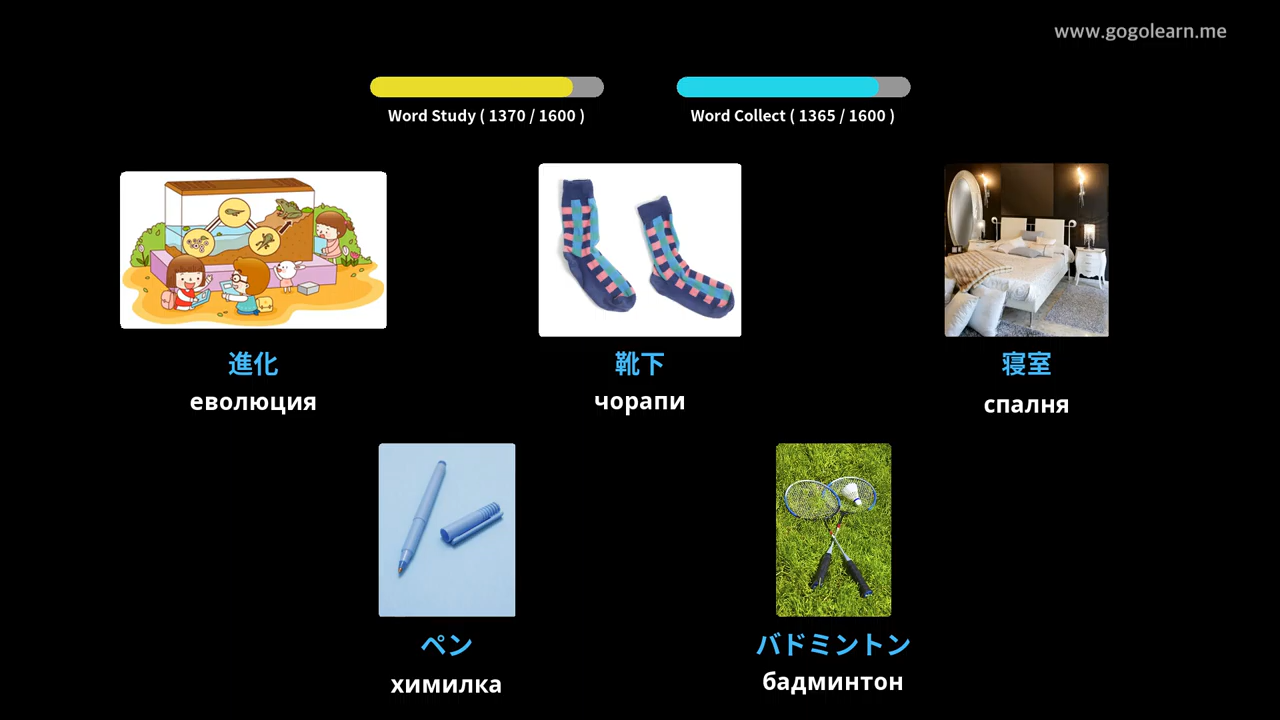 www.gogolearn.me
Word Study ( 1370 / 1600 )
Word Collect ( 1365 / 1600 )
進化
еволюция
靴下
чорапи
寝室
спалня
ペン
химилка
バドミントン
бадминтон